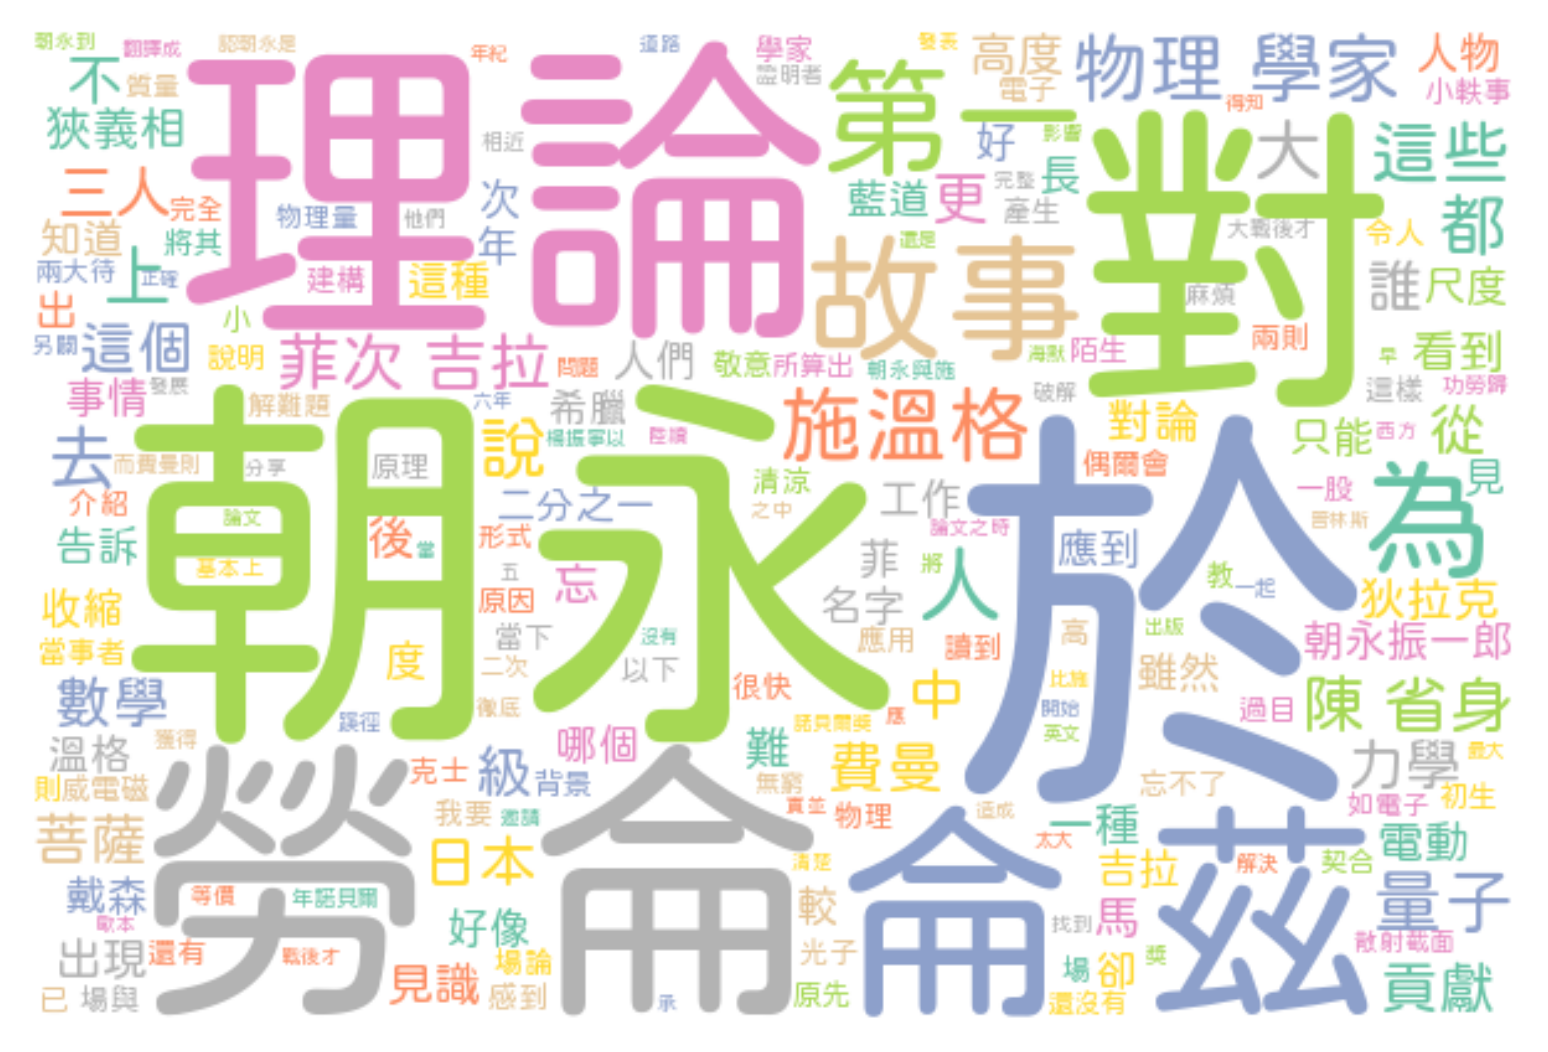 朝永到
翻譯成
認朝永是
年紀
道路
學家
發表
高度
物理 學家
人物
不
質量
理論
證明者
第一
電子
得知
小軼事
狹義相
相近
好
影響
對
大
這些
三人
完全
物理量
他們
次
藍道
更
完整
長
產生
都
知道
將其
年
還是
大戰後才
令人
兩大待
正確
上
建構
這種
故事
麻煩
誰
尺度
出
小
另闢
這個
說明
菲次 吉拉
問題
人們
敬意
所算出
朝永與施
海默
陌生
兩則
早
看到
事情
發展
解難題
六年
希臘
破解
這樣
功勞歸
施溫格
去
朝永
說
楊振寧以
陸續
對論
只能
西方
從
而費曼則
分享
原理
清涼
偶爾會
見
介紹
二分之一
之中
工作
於
一股
為
論文
後
當
形式
論文之時
普林斯
告訴
基本上
五
忘
菲
將
人
應到
教
一起
收縮
原因
名字
狄拉克
當事者
度
當下
沒有
應用
讀到
高
出版
朝永振一郎
二次
以下
很快
中
比施
雖然
數學
蹊徑
徹底
諾貝爾獎
應
開始
過目
陳 省身
溫格
獲得
哪個
難
英文
力學
最大
則威電磁
克士
級
背景
無窮
費曼
忘不了
如電子
初生
勞
侖
我要
邀請
賣並
物理
造成
太大
一種
菩薩
日本
清楚
侖茲
吉拉
解決
契合
電動
戴森
等價
年諾貝爾
歐本
好像
較
找到
馬
量子
出現
還有
戰後才
見識
場論
光子
場
卻
獎
散射截面
已
場與
感到
承
原先
還沒有
貢獻